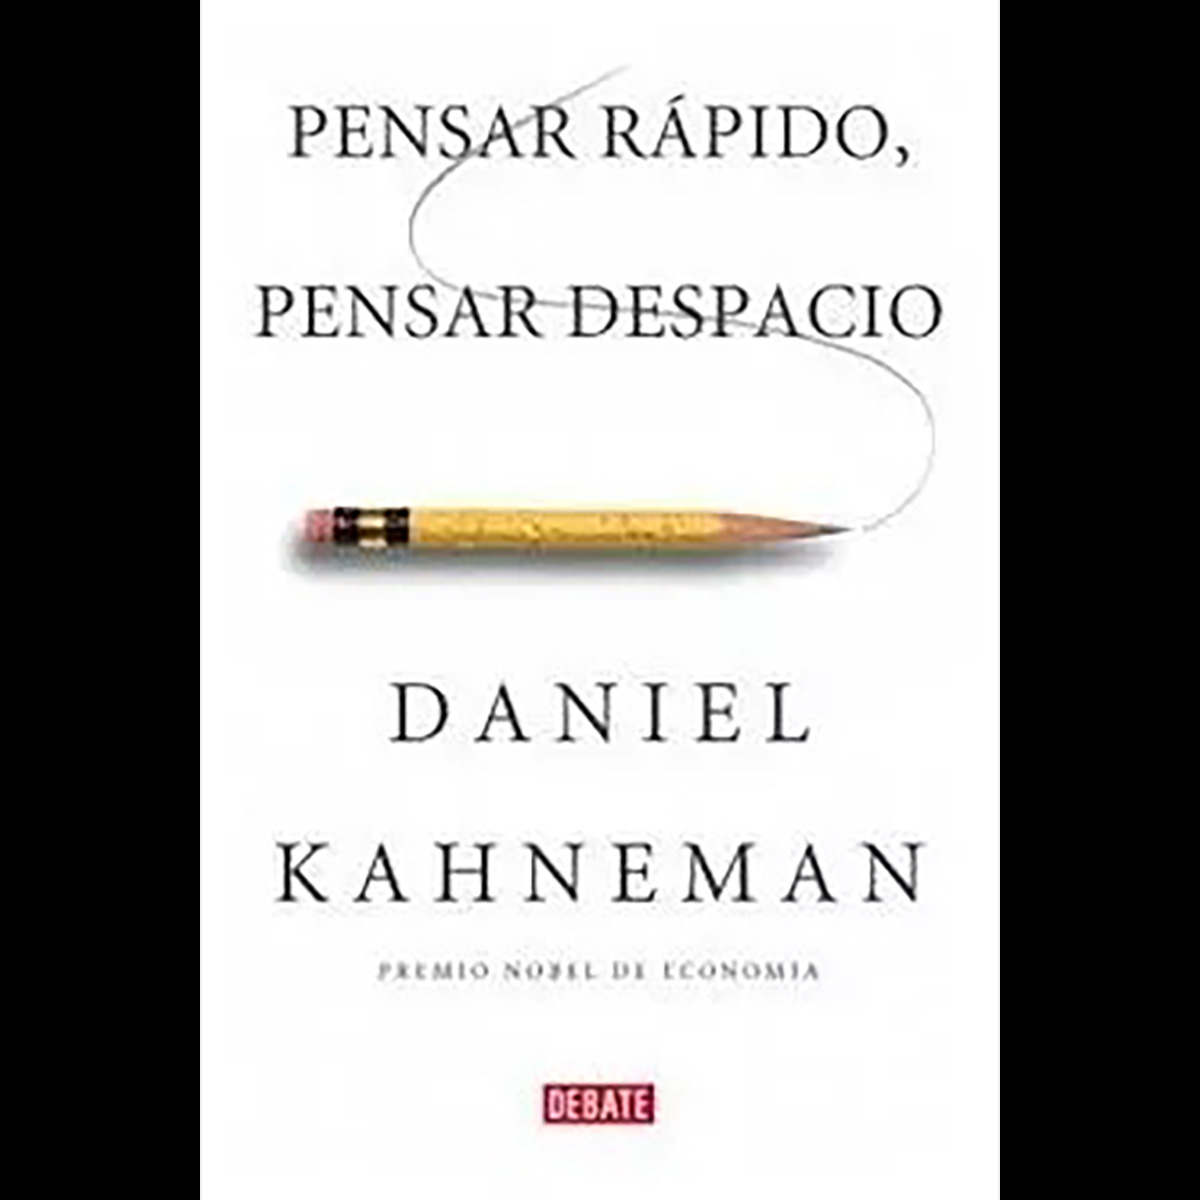 PENSAR RÁPIDO,
PENSAR DESPACIO
DANIEL
KAHNEMAN
PREMIO NOBEL DE ECONOMÍA
DEBATE